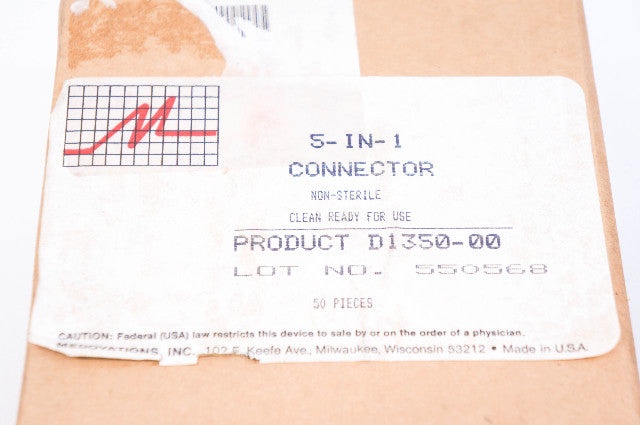 5-IN-1
CONNECTOR
NON-STERILE
CLEAN READY FOR USE
PRODUCT D1350-00
LOT NO. 550568
50 PIECES
CAUTION: Federal (USA) law restricts this device to sale by or on the order of a physician.
MEDOVATIONS, INC. 102 E. Keefe Ave., Milwaukee, Wisconsin 53212 • Made in U.S.A.